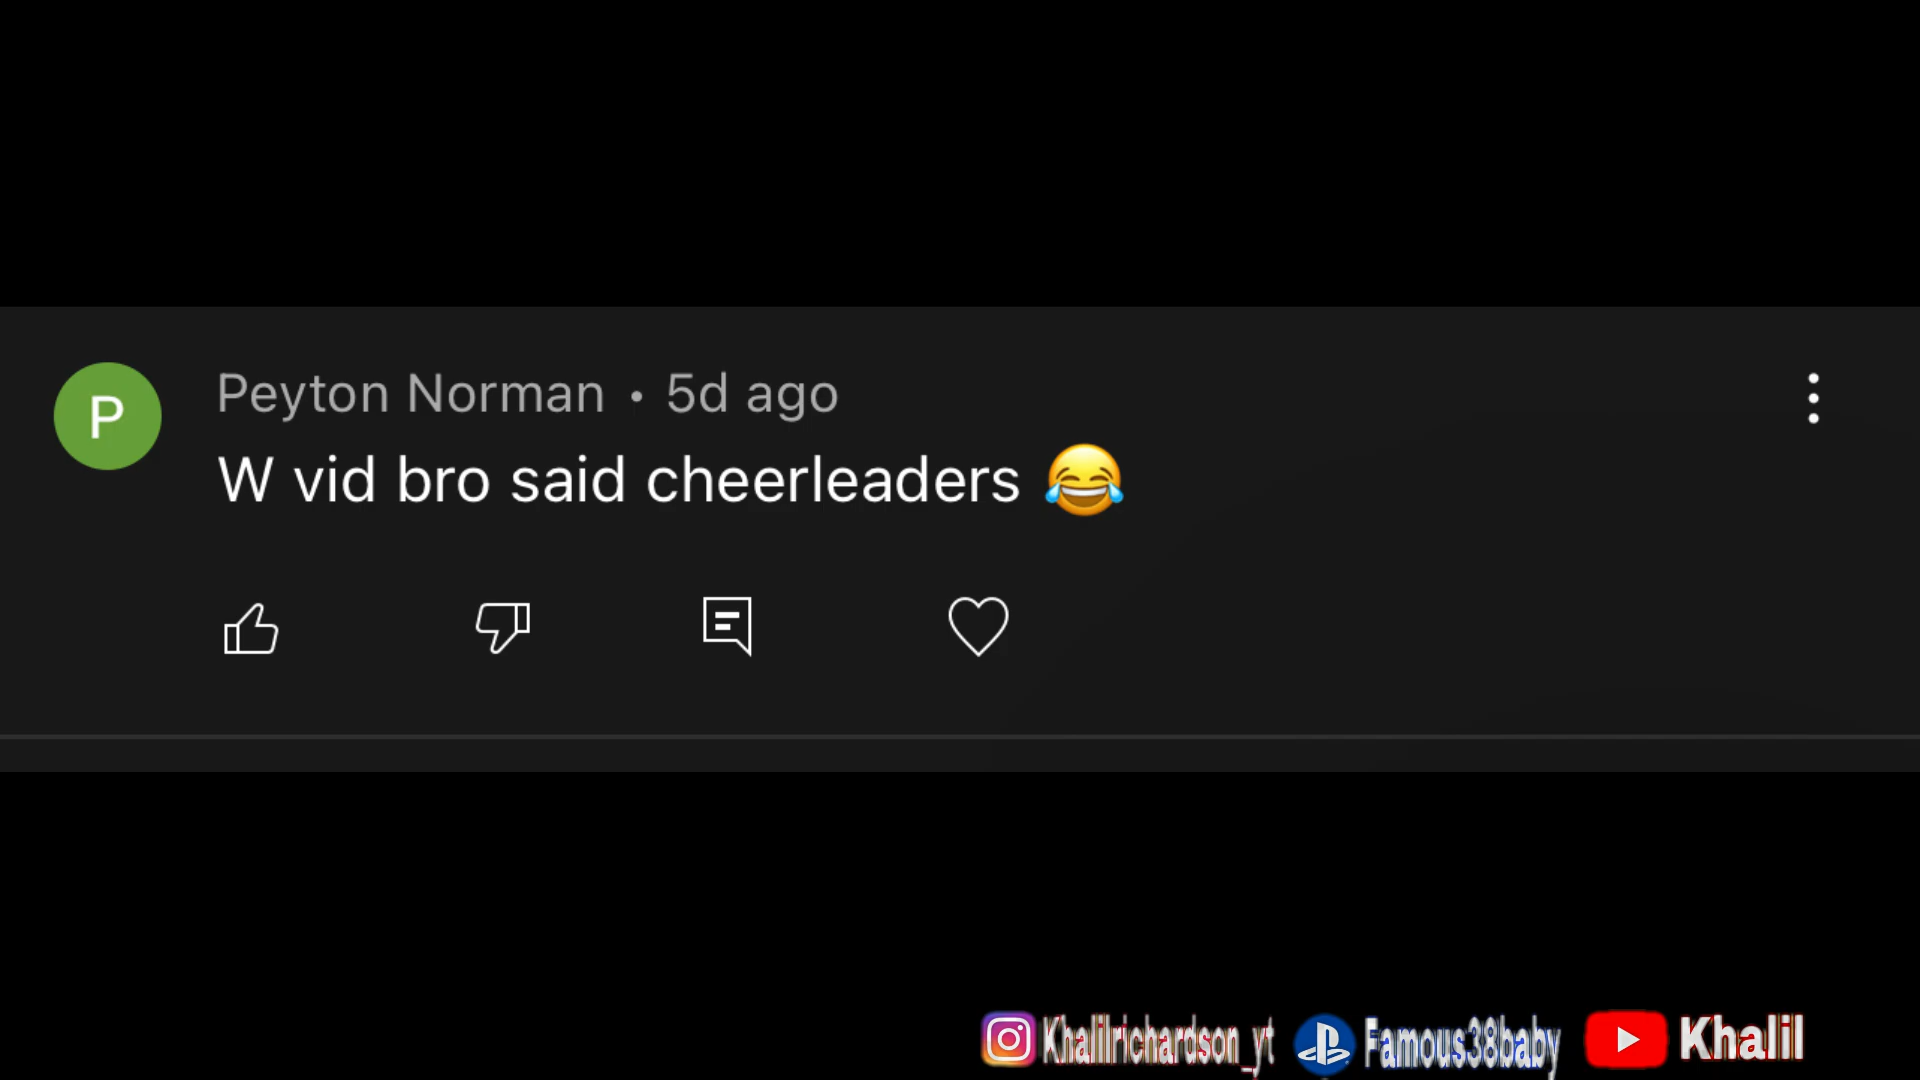 P
Peyton Norman • 5d ago
W vid bro said cheerleaders 😂
Khalilrichardson_yt Famous38baby Khalil